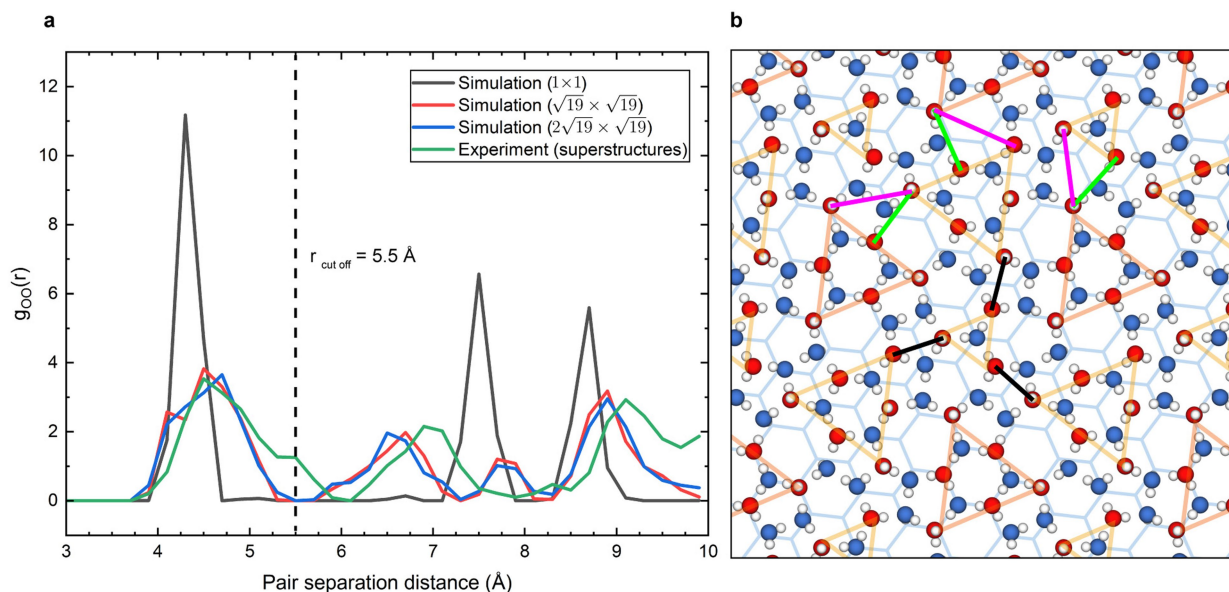 a
b
12
10
8
6
4
2
0
g_OO(r)
Simulation (1×1)
Simulation (√19 × √19)
Simulation (2√19 × √19)
Experiment (superstructures)
r cut off = 5.5 Å
3 4 5 6 7 8 9 10
Pair separation distance (Å)